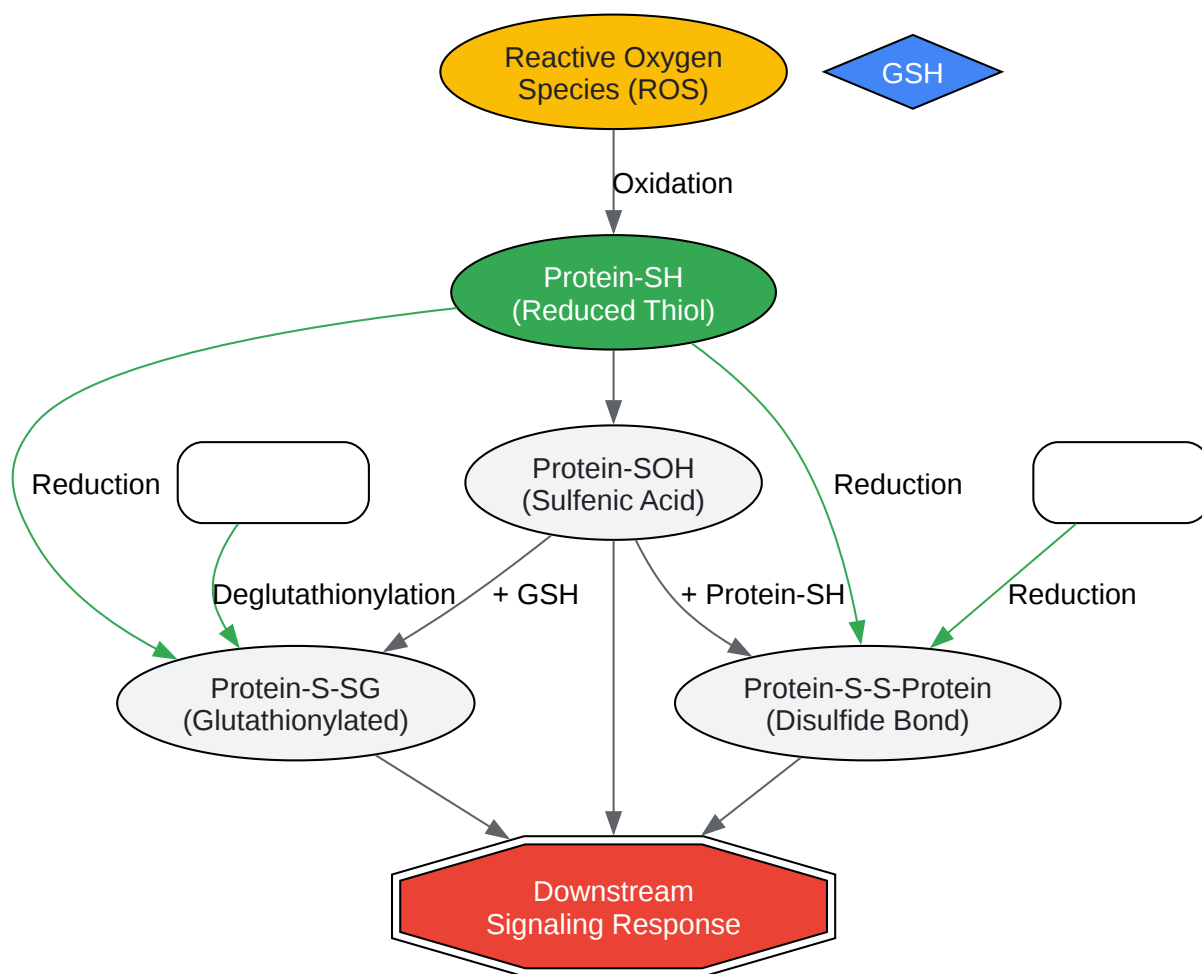 Reactive Oxygen
Species (ROS)
GSH
Oxidation
Protein-SH
(Reduced Thiol)
Protein-SOH
(Sulfenic Acid)
Reduction
Reduction
Deglutathionylation
+ GSH
+ Protein-SH
Reduction
Protein-S-SG
(Glutathionylated)
Protein-S-S-Protein
(Disulfide Bond)
Downstream
Signaling Response